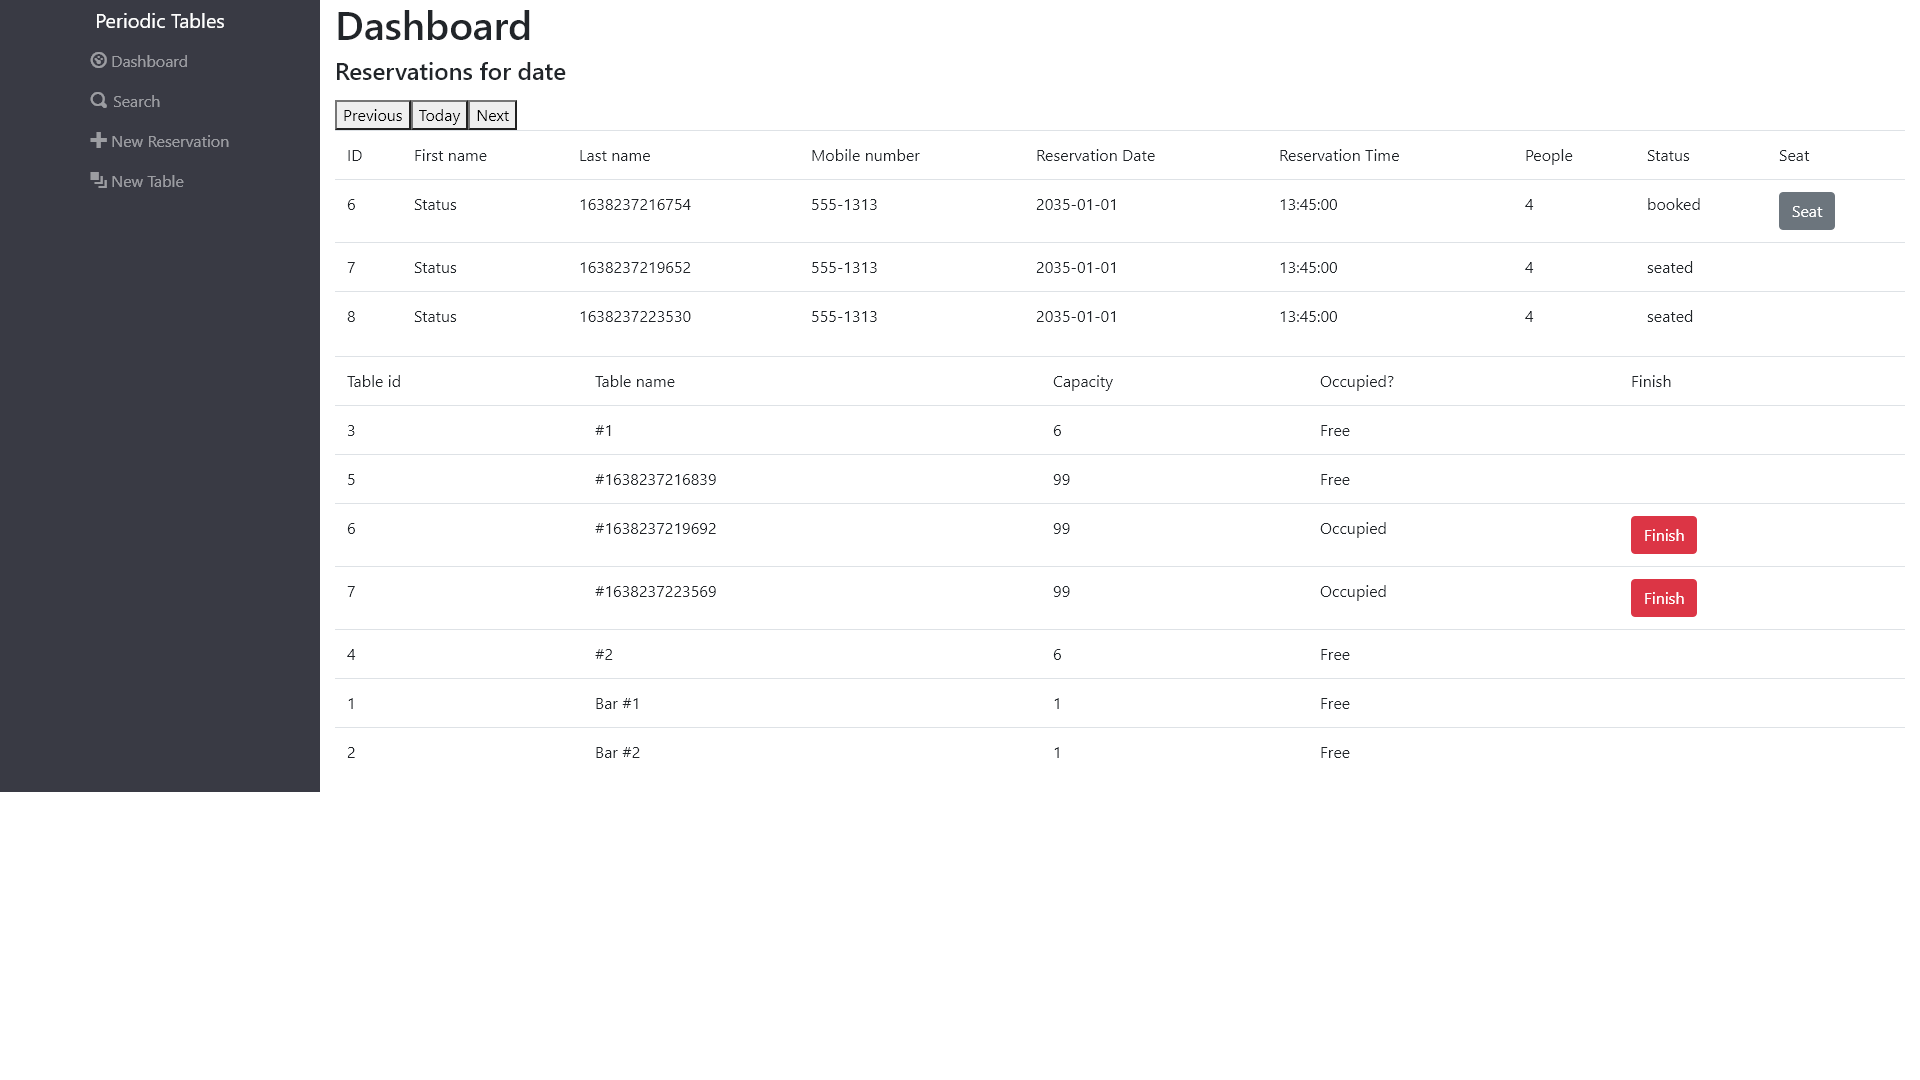 Periodic Tables
Dashboard
Search
New Reservation
New Table
Dashboard
Reservations for date
Previous Today Next
ID First name Last name Mobile number Reservation Date Reservation Time People Status Seat
6 Status 1638237216754 555-1313 2035-01-01 13:45:00 4 booked Seat
7 Status 1638237219652 555-1313 2035-01-01 13:45:00 4 seated
8 Status 1638237223530 555-1313 2035-01-01 13:45:00 4 seated
Table id Table name Capacity Occupied? Finish
3 #1 6 Free
5 #1638237216839 99 Free
6 #1638237219692 99 Occupied Finish
7 #1638237223569 99 Occupied Finish
4 #2 6 Free
1 Bar #1 1 Free
2 Bar #2 1 Free